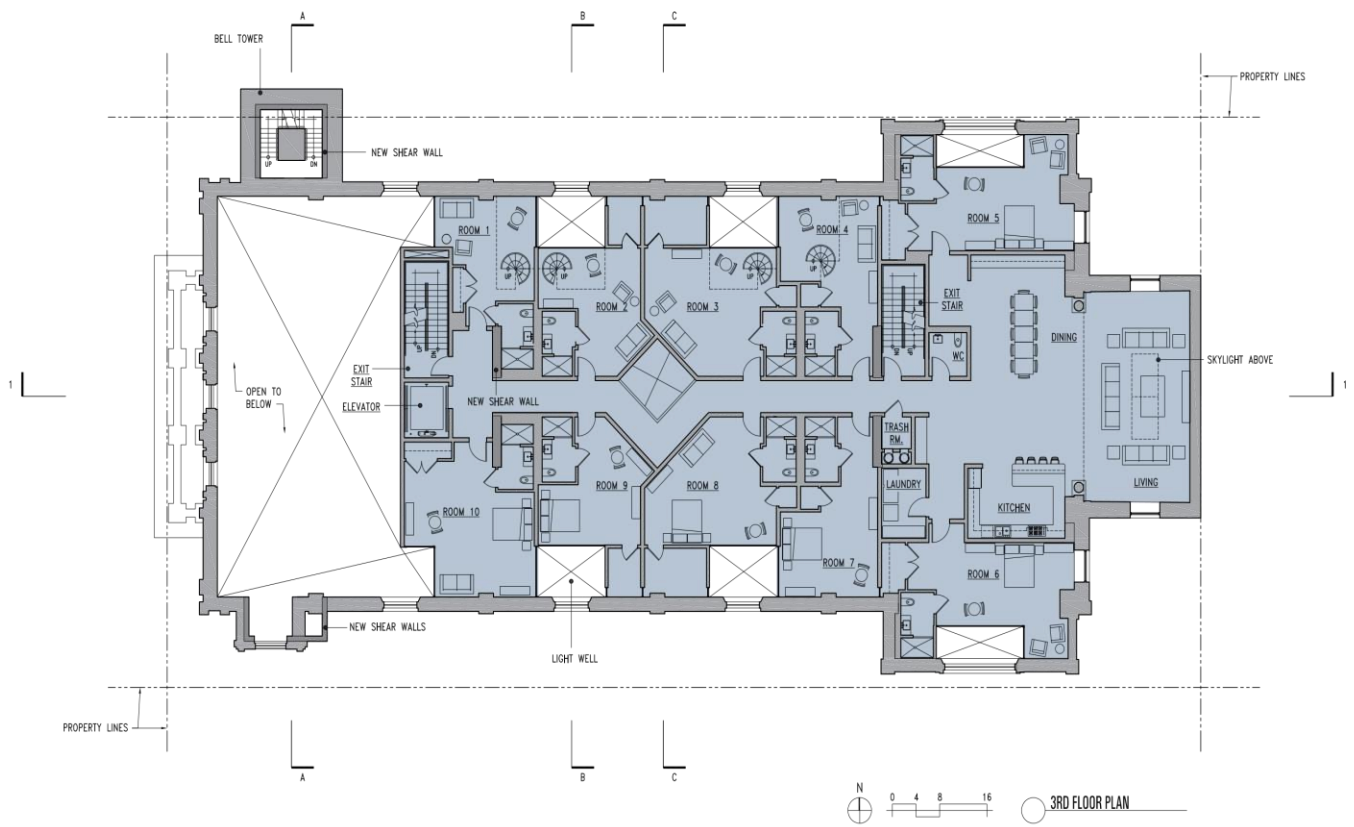 A
B
C
BELL TOWER
PROPERTY LINES
NEW SHEAR WALL
UP
DN
ROOM 1
ROOM 4
ROOM 5
UP
UP
UP
UP
ROOM 2
ROOM 3
EXIT
STAIR
DINING
WC
SKYLIGHT ABOVE
1
1
EXIT
STAIR
OPEN TO
BELOW
ELEVATOR
NEW SHEAR WALL
TRASH
RM.
LAUNDRY
LIVING
ROOM 10
ROOM 9
ROOM 8
KITCHEN
ROOM 7
ROOM 6
NEW SHEAR WALLS
LIGHT WELL
PROPERTY LINES
A
B
C
N
0 4 8 16
3RD FLOOR PLAN